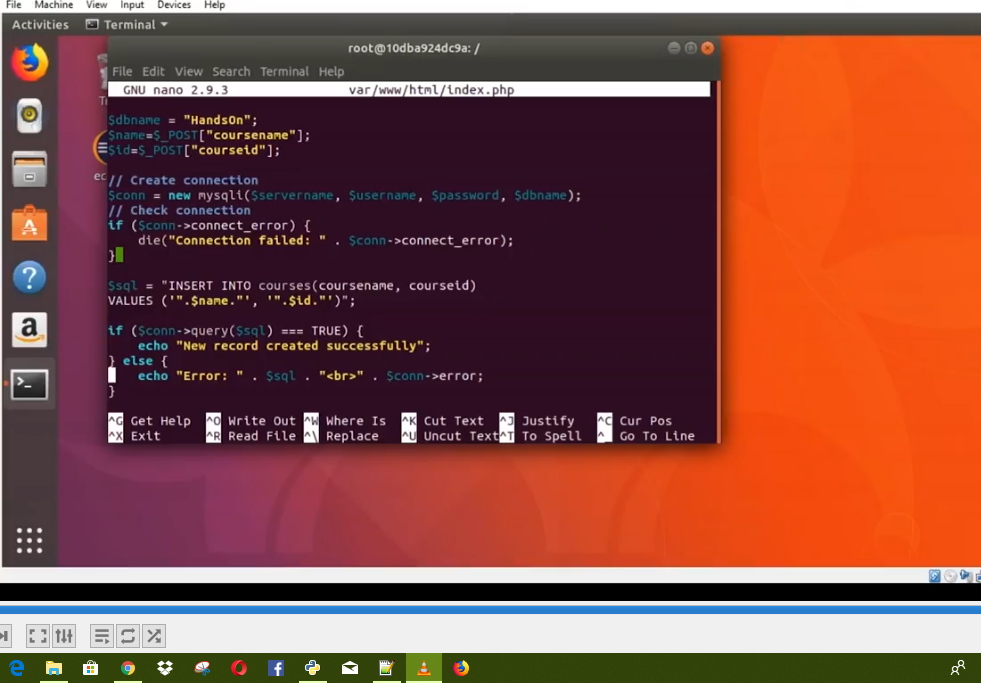 File Machine View Input Devices Help
Activities Terminal
root@10dba924dc9a: /
File Edit View Search Terminal Help
GNU nano 2.9.3 var/www/html/index.php
$dbname = "HandsOn";
$name=$_POST["coursename"];
$id=$_POST["courseid"];
// Create connection
$conn = new mysqli($servername, $username, $password, $dbname);
// Check connection
if ($conn->connect_error) {
die("Connection failed: " . $conn->connect_error);
}
$sql = "INSERT INTO courses(coursename, courseid)
VALUES ('".$name."', '".$id."')";
if ($conn->query($sql) === TRUE) {
echo "New record created successfully";
} else {
echo "Error: " . $sql . "<br>" . $conn->error;
}
^G Get Help ^O Write Out ^W Where Is ^K Cut Text ^J Justify ^C Cur Pos
^X Exit ^R Read File ^\ Replace ^U Uncut Text ^T To Spell ^_ Go To Line